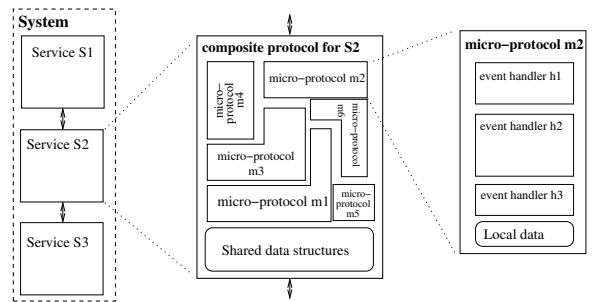 System
Service S1
Service S2
Service S3
composite protocol for S2
micro-
protocol
m4
micro-protocol m2
micro-protocol
m6
micro-protocol
m3
micro-protocol m1
micro-
protocol
m5
Shared data structures
micro-protocol m2
event handler h1
event handler h2
event handler h3
Local data